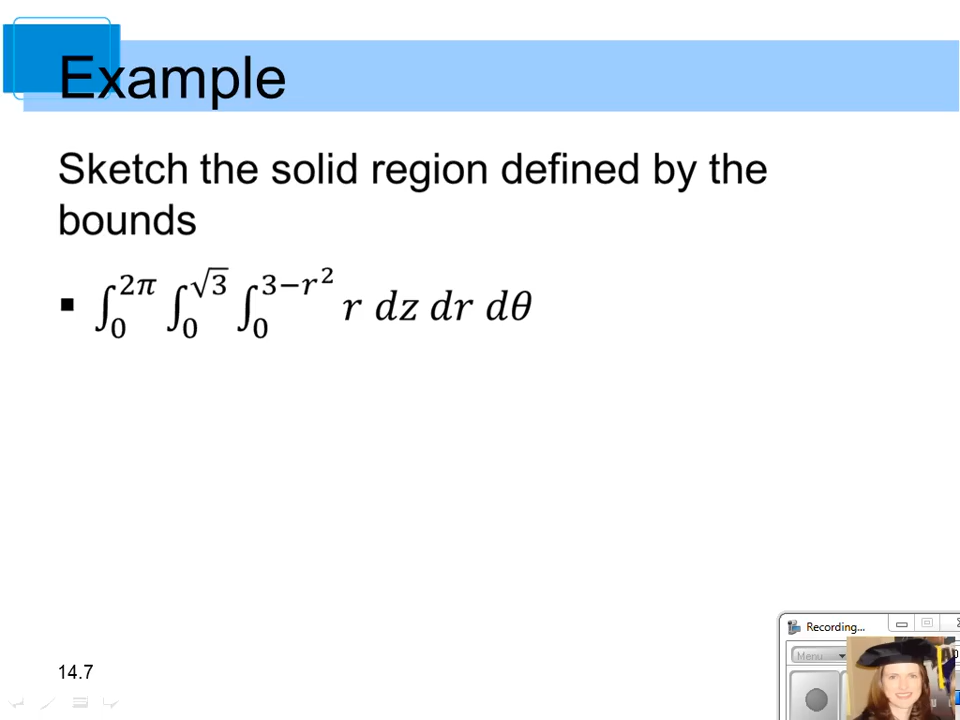 Example
Sketch the solid region defined by the
bounds
▪ ∫₀^{2π} ∫₀^{√3} ∫₀^{3−r²} r dz dr dθ
Recording...
Menu
14.7